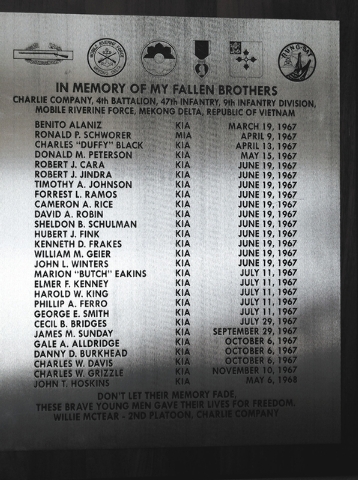 IN MEMORY OF MY FALLEN BROTHERS
CHARLIE COMPANY, 4th BATTALION, 47th INFANTRY, 9th INFANTRY DIVISION,
MOBILE RIVERINE FORCE, MEKONG DELTA, REPUBLIC OF VIETNAM
BENITO ALANIZ KIA MARCH 19, 1967
RONALD P. SCHWORER MIA APRIL 9, 1967
CHARLES "DUFFY" BLACK KIA APRIL 13, 1967
DONALD M. PETERSON KIA MAY 15, 1967
ROBERT J. CARA KIA JUNE 19, 1967
ROBERT J. JINDRA KIA JUNE 19, 1967
TIMOTHY A. JOHNSON KIA JUNE 19, 1967
FORREST L. RAMOS KIA JUNE 19, 1967
CAMERON A. RICE KIA JUNE 19, 1967
DAVID A. ROBIN KIA JUNE 19, 1967
SHELDON B. SCHULMAN KIA JUNE 19, 1967
HUBERT J. FINK KIA JUNE 19, 1967
KENNETH D. FRAKES KIA JUNE 19, 1967
WILLIAM M. GEIER KIA JUNE 19, 1967
JOHN L. WINTERS KIA JUNE 19, 1967
MARION "BUTCH" EAKINS KIA JULY 11, 1967
ELMER F. KENNEY KIA JULY 11, 1967
HAROLD W. KING KIA JULY 11, 1967
PHILLIP A. FERRO KIA JULY 11, 1967
GEORGE E. SMITH KIA JULY 11, 1967
CECIL B. BRIDGES KIA JULY 29, 1967
JAMES M. SUNDAY KIA SEPTEMBER 29, 1967
GALE A. ALLDRIDGE KIA OCTOBER 6, 1967
DANNY D. BURKHEAD KIA OCTOBER 6, 1967
CHARLES W. DAVIS KIA OCTOBER 6, 1967
CHARLES W. GRIZZLE KIA NOVEMBER 10, 1967
JOHN T. HOSKINS KIA MAY 6, 1968
DON'T LET THEIR MEMORY FADE,
THESE BRAVE YOUNG MEN GAVE THEIR LIVES FOR FREEDOM.
WILLIE MCTEAR - 2ND PLATOON, CHARLIE COMPANY